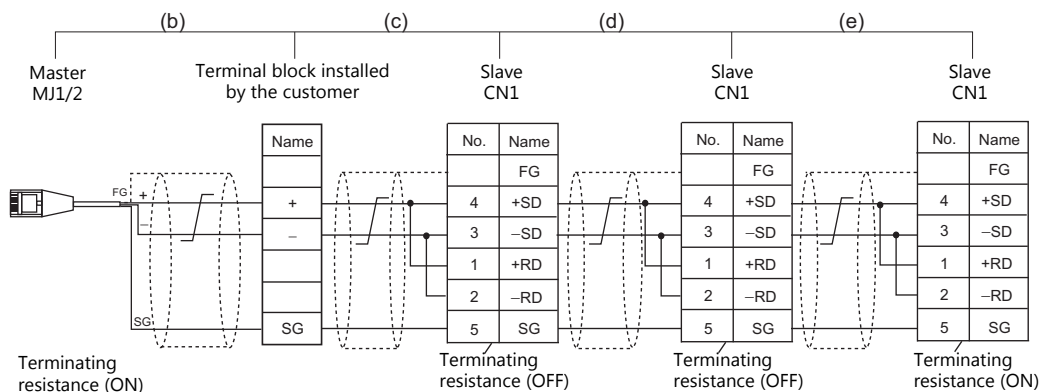 (b) (c) (d) (e)
Master
MJ1/2
Terminal block installed
by the customer
Slave
CN1
Slave
CN1
Slave
CN1
FG
+
–
SG
Name
+
–
SG
No. Name
FG
4 +SD
3 –SD
1 +RD
2 –RD
5 SG
No. Name
FG
4 +SD
3 –SD
1 +RD
2 –RD
5 SG
No. Name
FG
4 +SD
3 –SD
1 +RD
2 –RD
5 SG
Terminating
resistance (ON)
Terminating
resistance (OFF)
Terminating
resistance (OFF)
Terminating
resistance (ON)